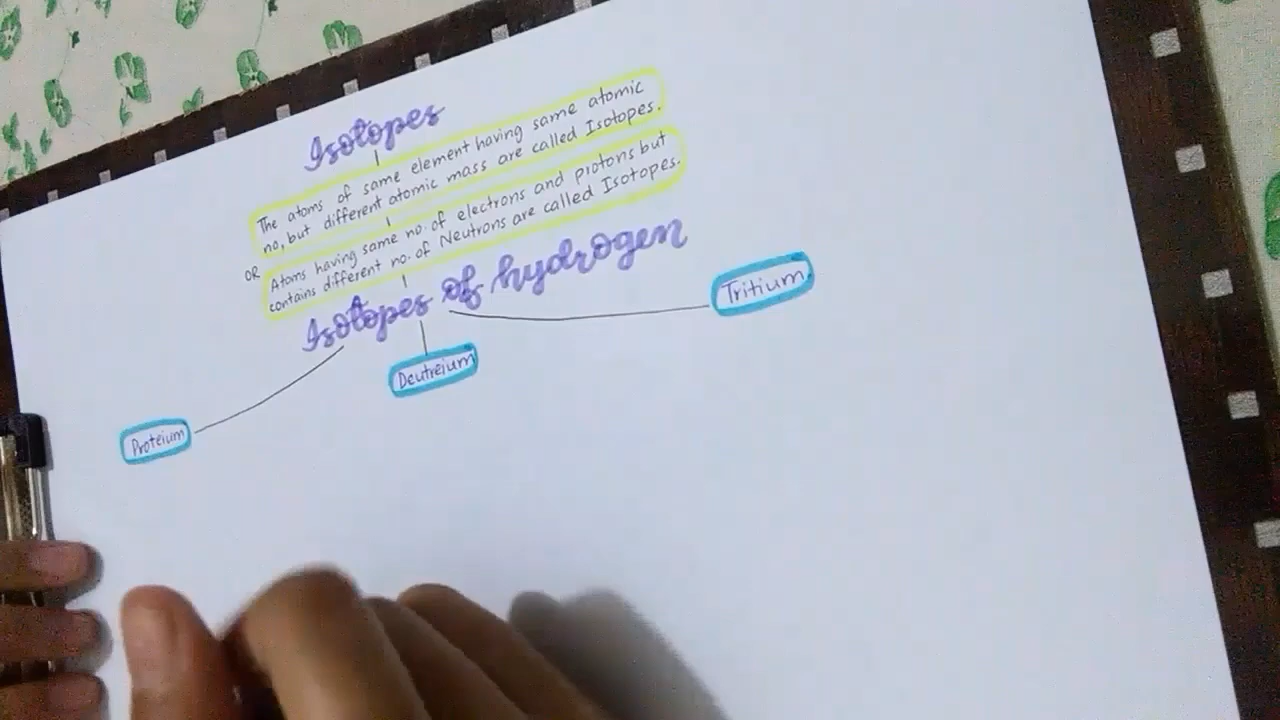 Isotopes
The atoms of same element having same atomic
no, but different atomic mass are called Isotopes.
OR
Atoms having same no. of electrons and protons but
contains different no. of Neutrons are called Isotopes.
Isotopes of hydrogen
Tritium
Deutreium
Proteium